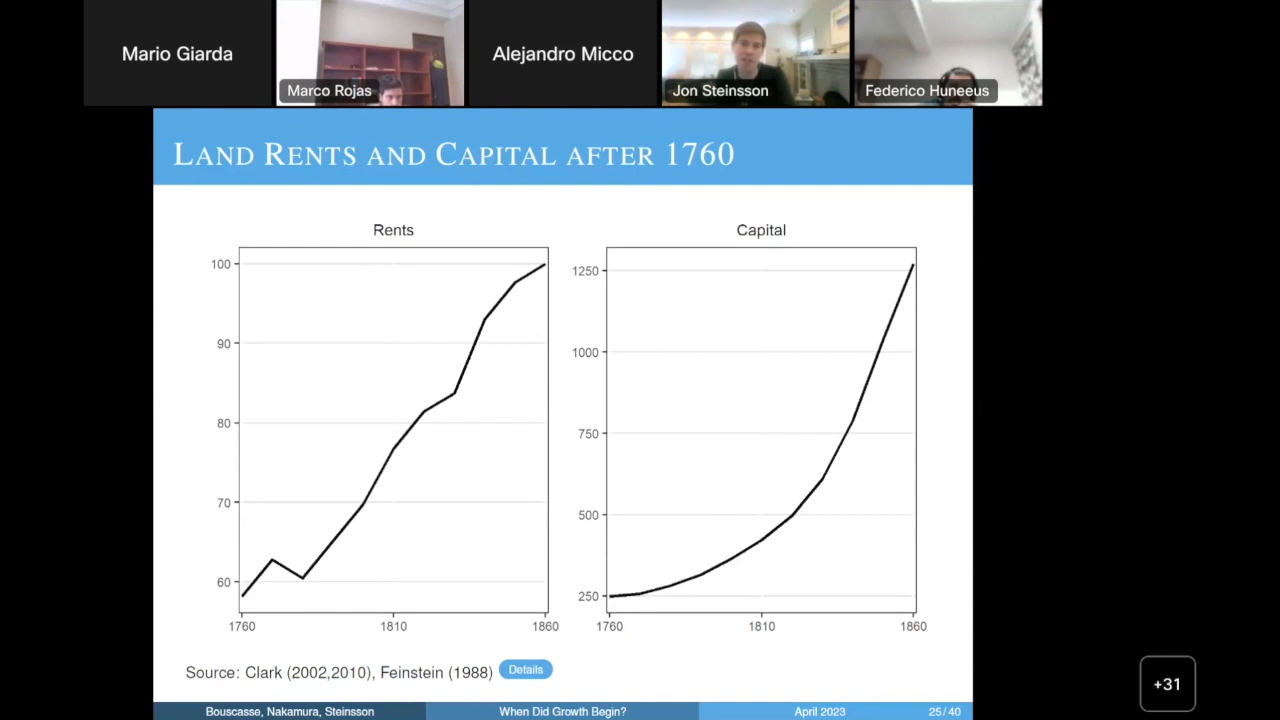 Mario Giarda
Marco Rojas
Alejandro Micco
Jon Steinsson
Federico Huneeus
LAND RENTS AND CAPITAL AFTER 1760
Rents
100
90
80
70
60
1760 1810 1860
Capital
1250
1000
750
500
250
1760 1810 1860
Source: Clark (2002,2010), Feinstein (1988) Details
Bouscasse, Nakamura, Steinsson When Did Growth Begin? April 2023 25 / 40
+31